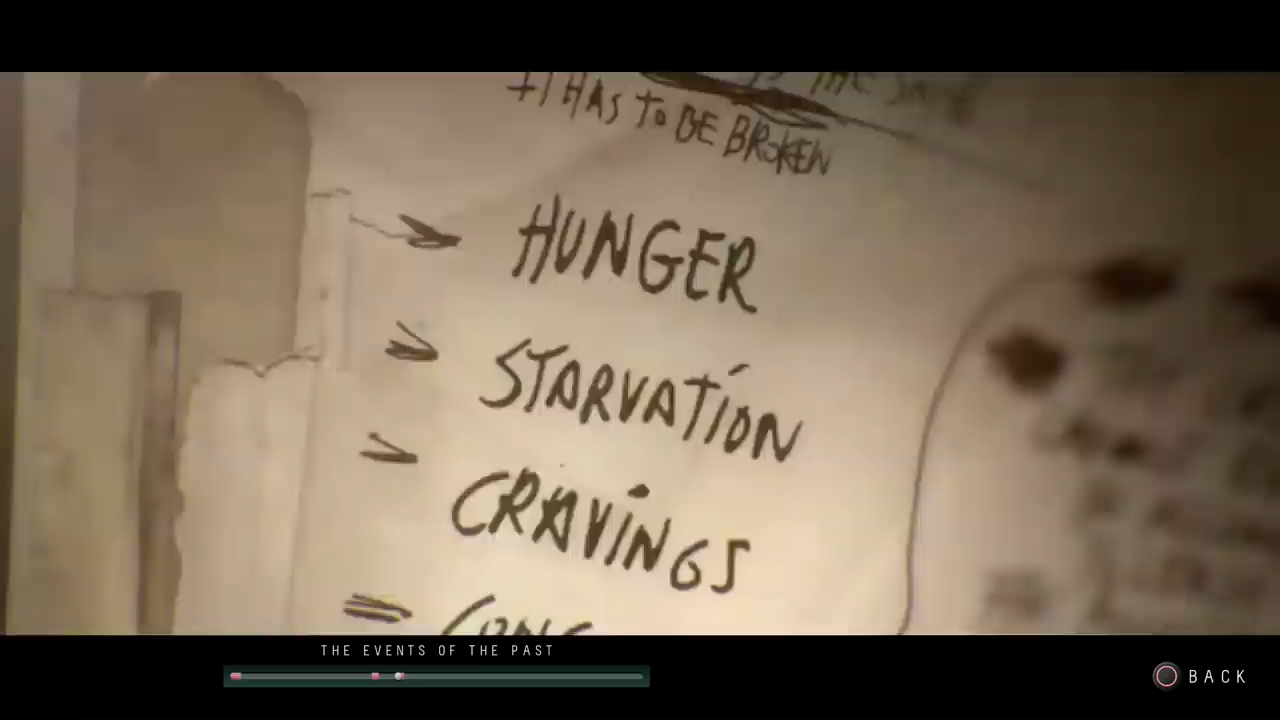 IT HAS TO BE BROKEN
HUNGER
STARVATION
CRAVINGS
THE EVENTS OF THE PAST
BACK